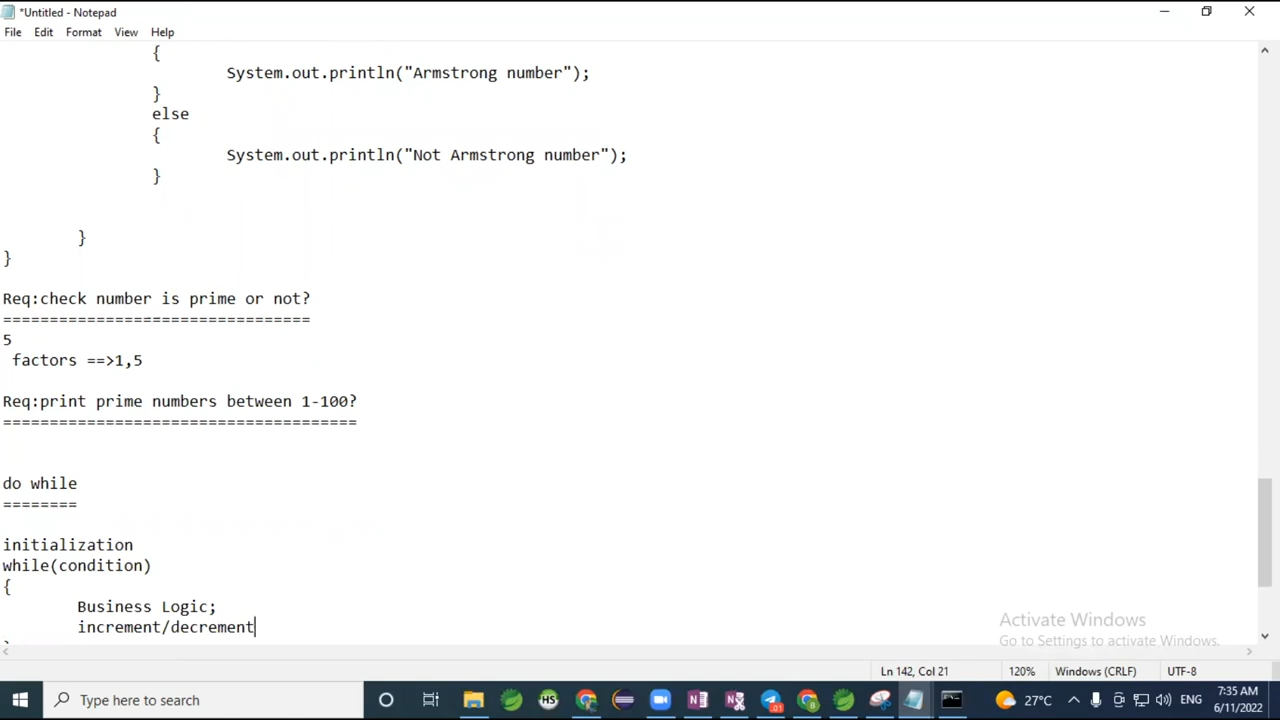 *Untitled - Notepad
File Edit Format View Help
{
System.out.println("Armstrong number");
}
else
{
System.out.println("Not Armstrong number");
}
}
}
Req:check number is prime or not?
=================================
5
factors ==>1,5
Req:print prime numbers between 1-100?
======================================
do while
========
initialization
while(condition)
{
Business Logic;
increment/decrement
Activate Windows
Go to Settings to activate Windows.
Ln 142, Col 21 120% Windows (CRLF) UTF-8
Type here to search
HS
27°C
ENG
7:35 AM
6/11/2022